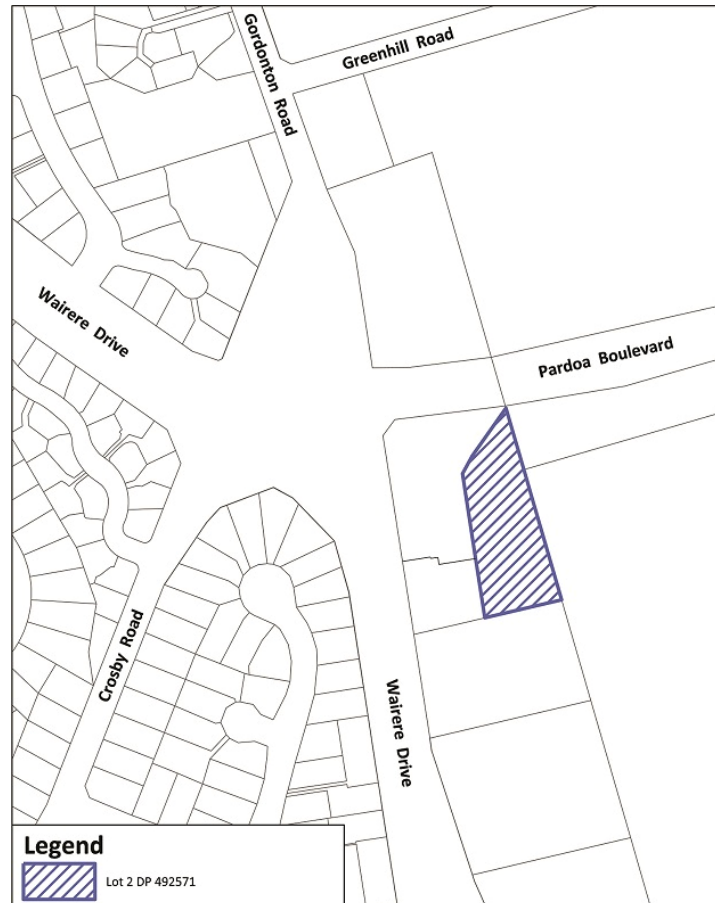 Gordonton Road
Greenhill Road
Wairere Drive
Pardoa Boulevard
Crosby Road
Wairere Drive
Legend
Lot 2 DP 492571